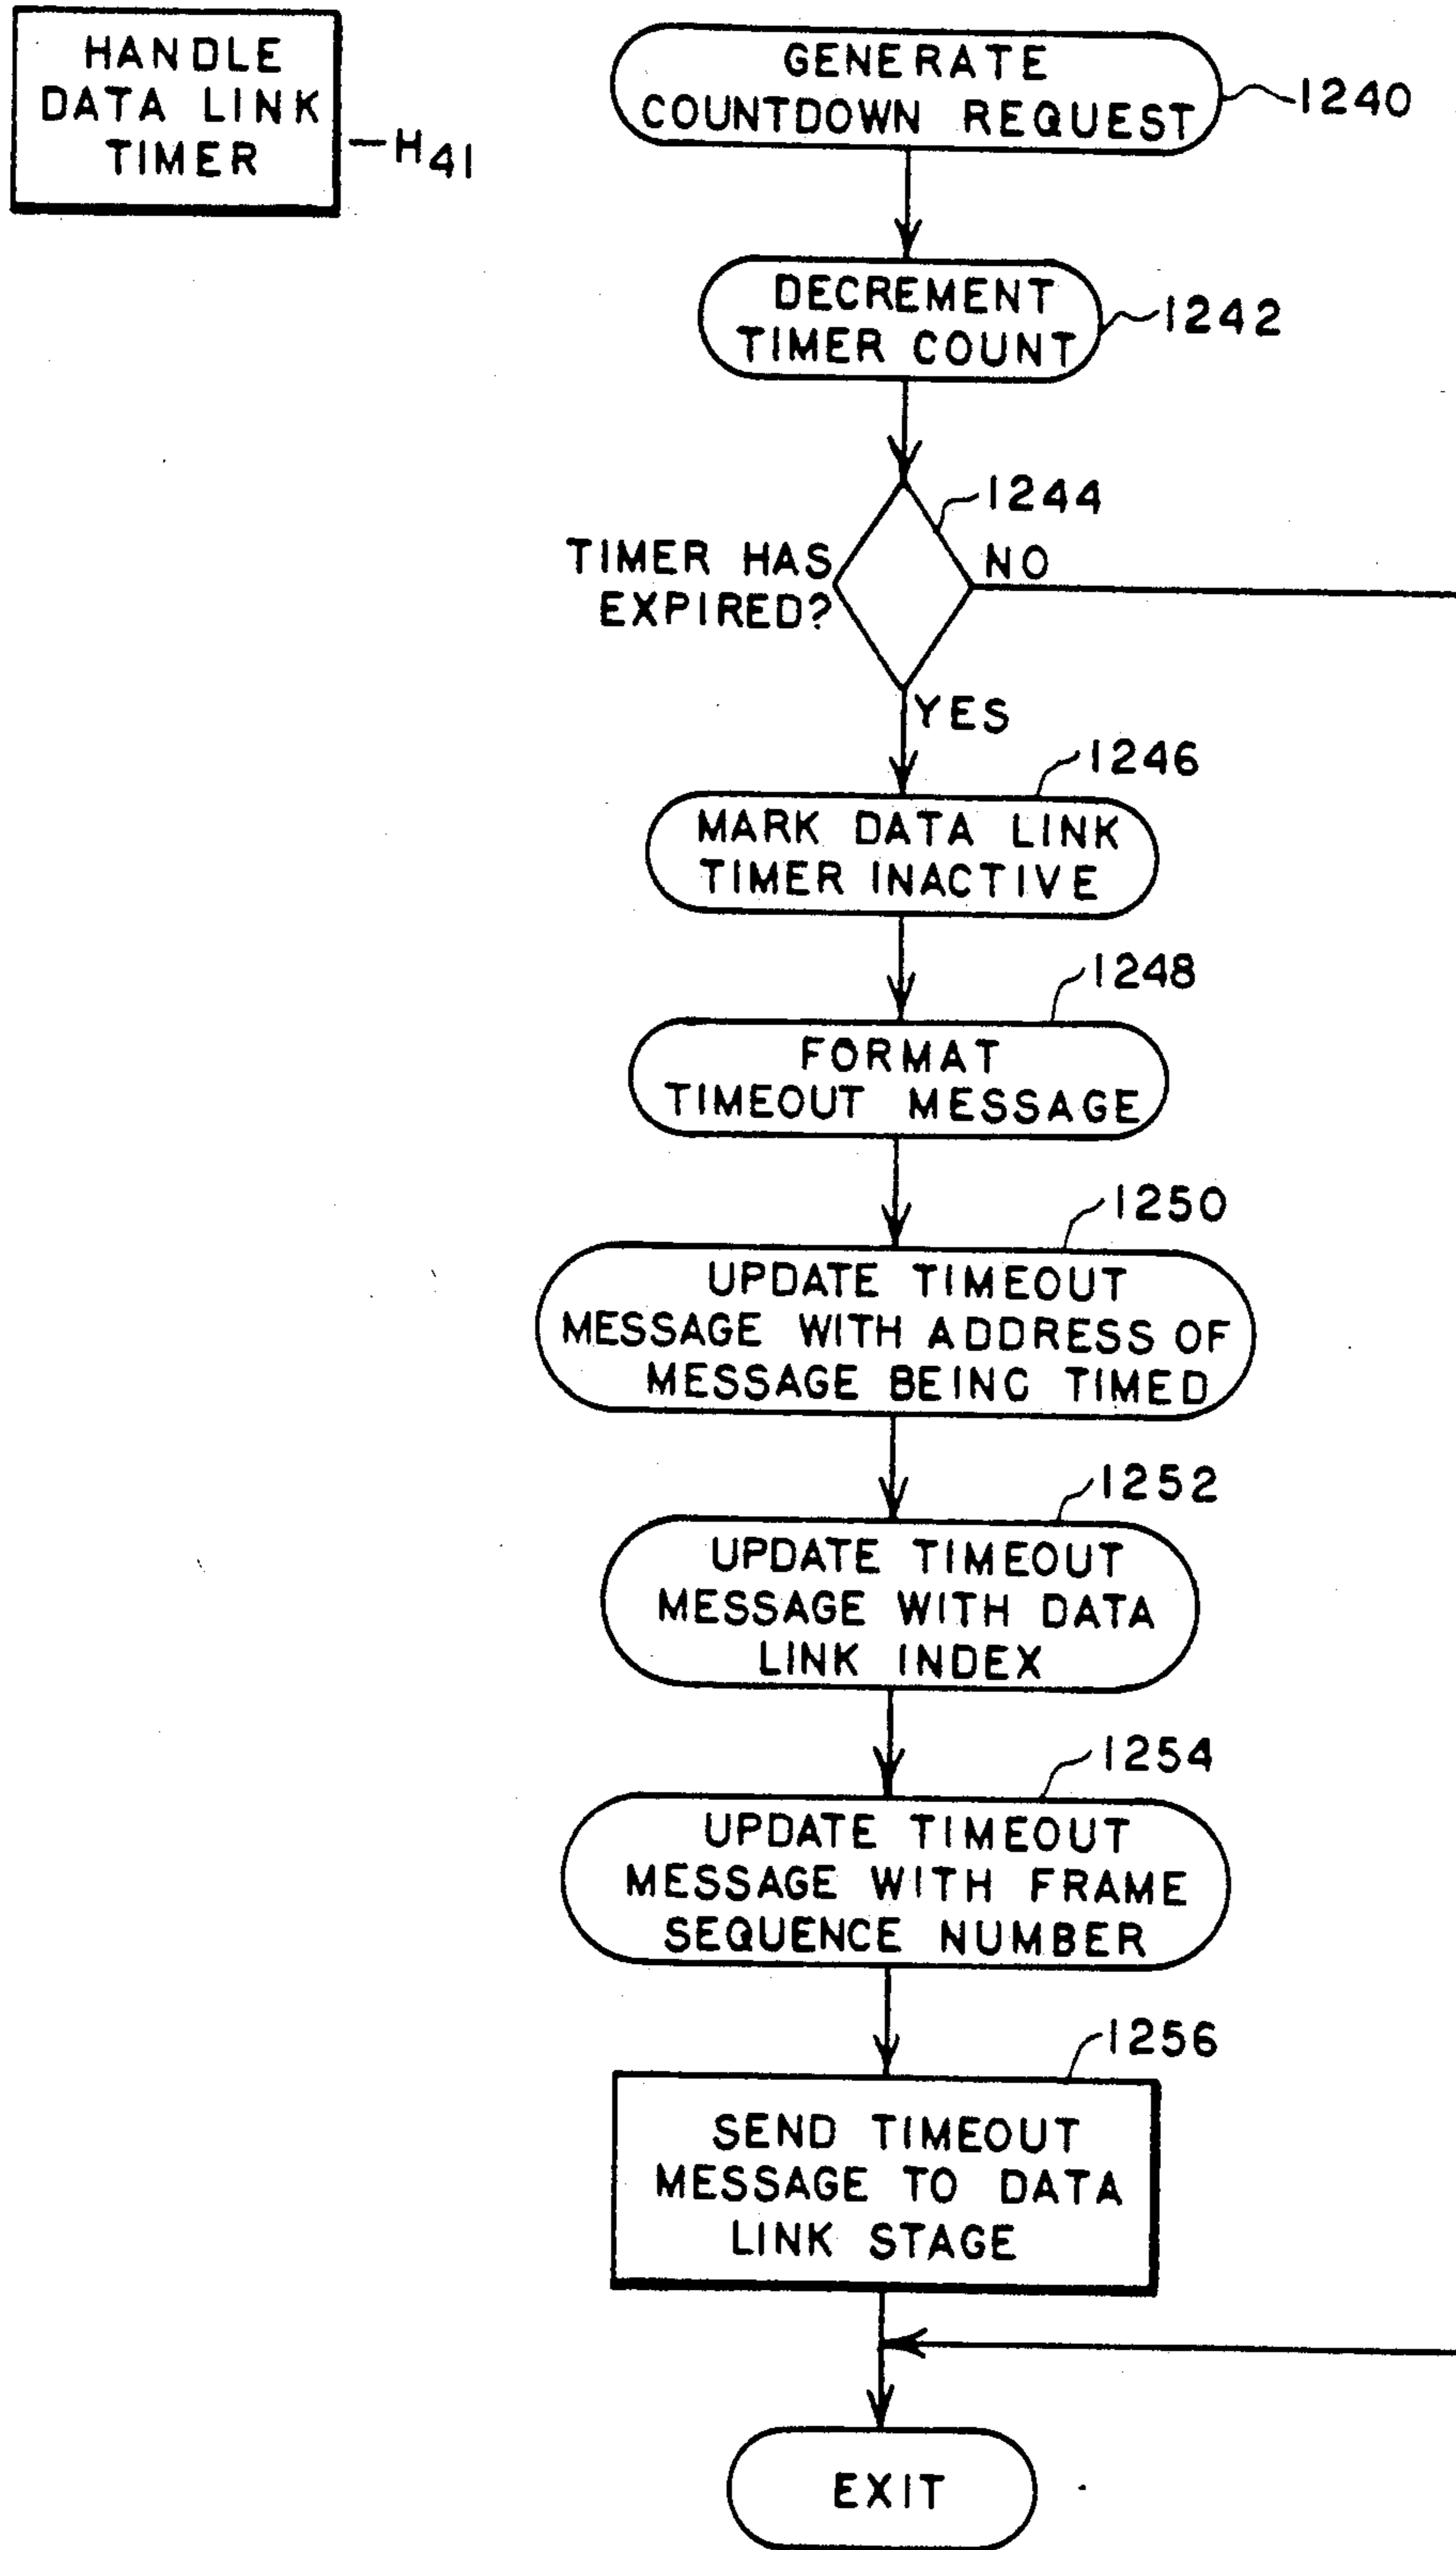 HANDLE
DATA LINK
TIMER
H41
GENERATE
COUNTDOWN REQUEST
1240
DECREMENT
TIMER COUNT
1242
1244
TIMER HAS
EXPIRED?
NO
YES
1246
MARK DATA LINK
TIMER INACTIVE
1248
FORMAT
TIMEOUT MESSAGE
1250
UPDATE TIMEOUT
MESSAGE WITH ADDRESS OF
MESSAGE BEING TIMED
1252
UPDATE TIMEOUT
MESSAGE WITH DATA
LINK INDEX
1254
UPDATE TIMEOUT
MESSAGE WITH FRAME
SEQUENCE NUMBER
1256
SEND TIMEOUT
MESSAGE TO DATA
LINK STAGE
EXIT